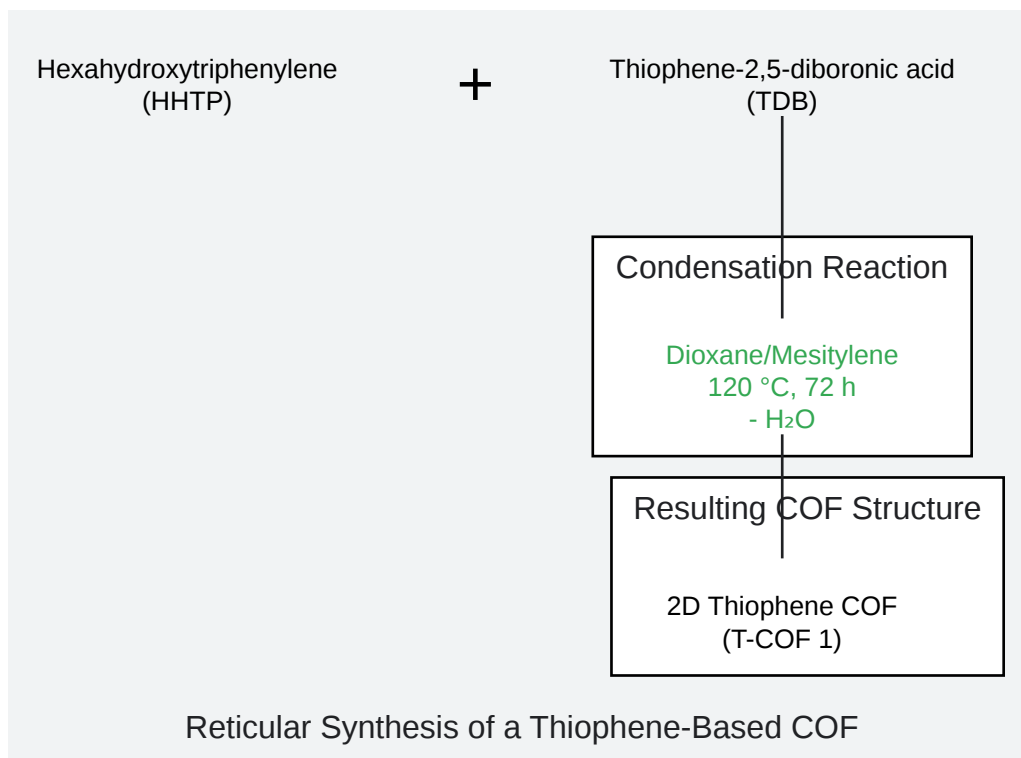 Hexahydroxytriphenylene
(HHTP)
+
Thiophene-2,5-diboronic acid
(TDB)
Condensation Reaction
Dioxane/Mesitylene
120 °C, 72 h
- H₂O
Resulting COF Structure
2D Thiophene COF
(T-COF 1)
Reticular Synthesis of a Thiophene-Based COF